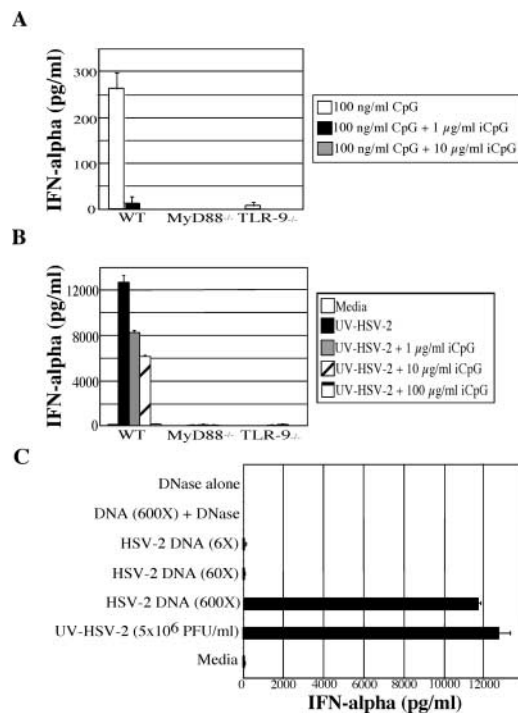 A
IFN-alpha (pg/ml)
300
200
100
0
WT MyD88-/- TLR-9-/-
100 ng/ml CpG
100 ng/ml CpG + 1 µg/ml iCpG
100 ng/ml CpG + 10 µg/ml iCpG
B
IFN-alpha (pg/ml)
12000
8000
4000
0
WT MyD88-/- TLR-9-/-
Media
UV-HSV-2
UV-HSV-2 + 1 µg/ml iCpG
UV-HSV-2 + 10 µg/ml iCpG
UV-HSV-2 + 100 µg/ml iCpG
C
DNase alone
DNA (600X) + DNase
HSV-2 DNA (6X)
HSV-2 DNA (60X)
HSV-2 DNA (600X)
UV-HSV-2 (5x10⁶ PFU/ml)
Media
0 2000 4000 6000 8000 10000 12000
IFN-alpha (pg/ml)